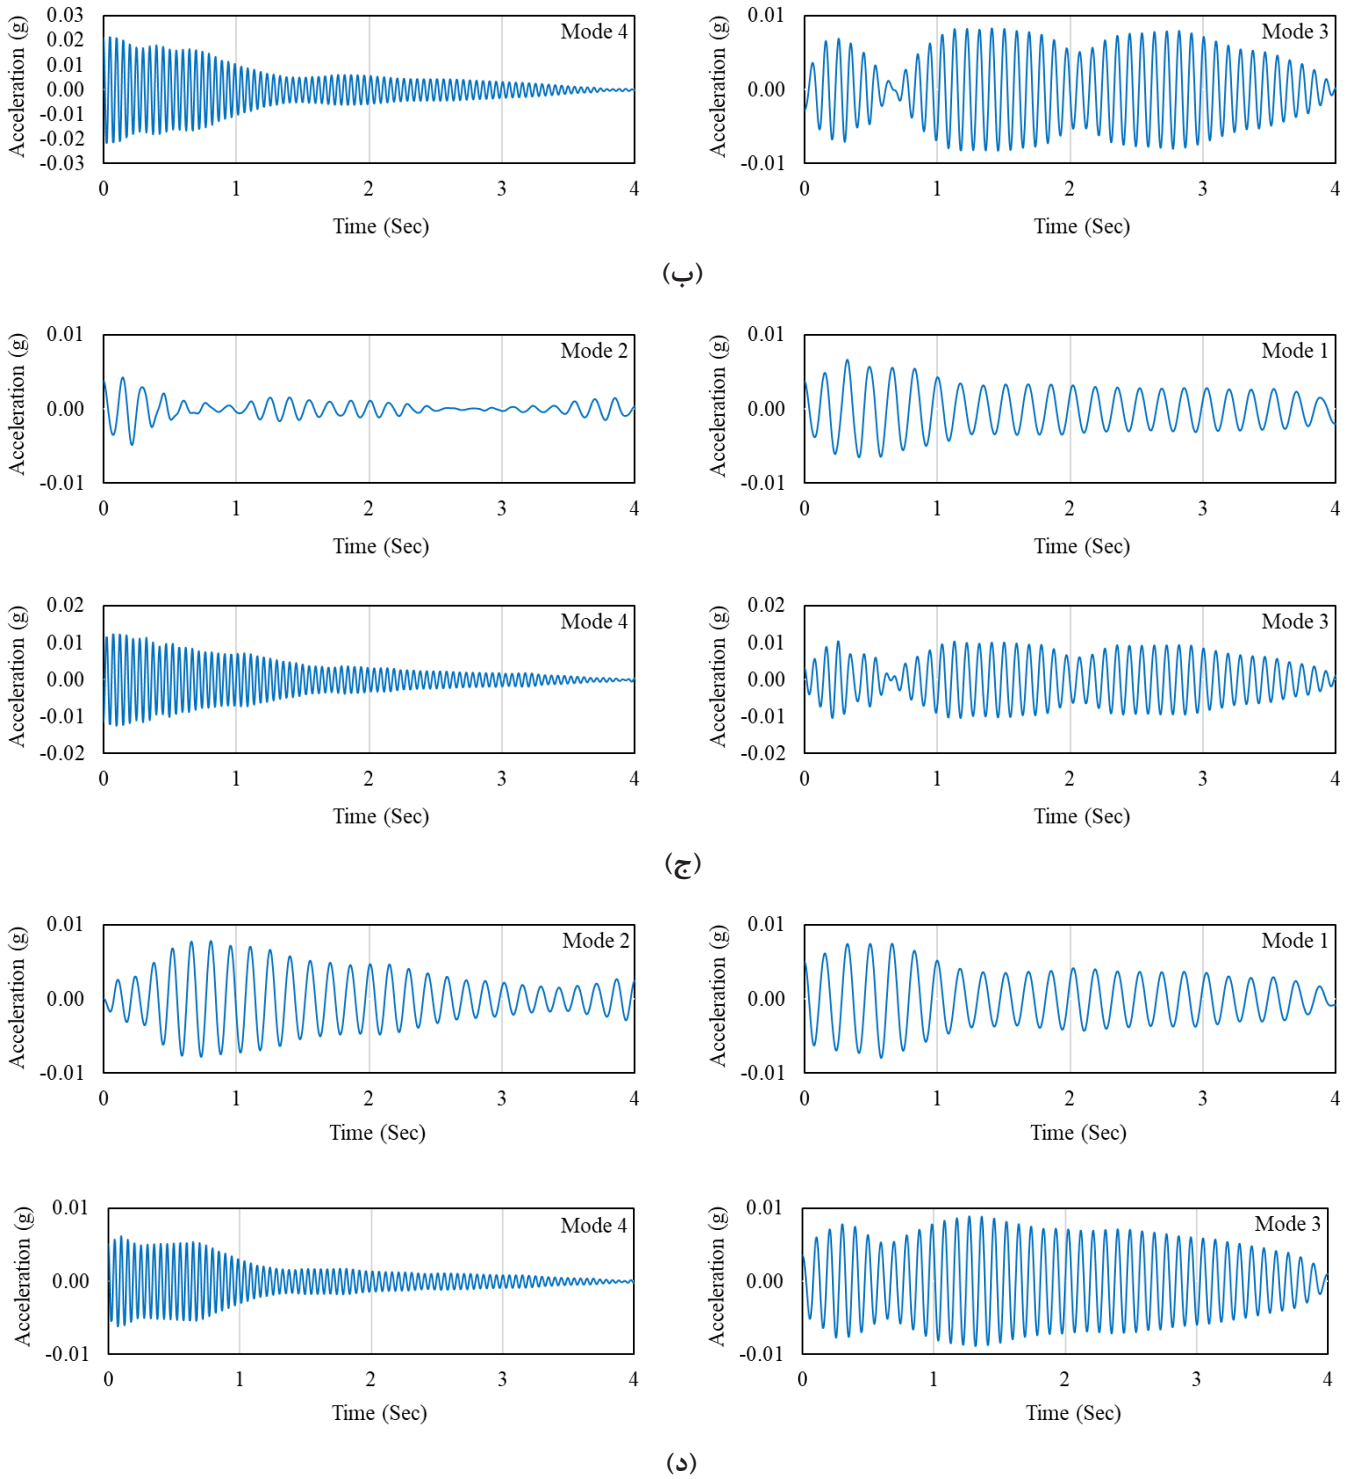 Mode 4
Acceleration (g)
0.03
0.02
0.01
0.00
-0.01
-0.02
-0.03
0 1 2 3 4
Time (Sec)
Mode 3
Acceleration (g)
0.01
0.00
-0.01
0 1 2 3 4
Time (Sec)
(ب)
Mode 2
Acceleration (g)
0.01
0.00
-0.01
0 1 2 3 4
Time (Sec)
Mode 1
Acceleration (g)
0.01
0.00
-0.01
0 1 2 3 4
Time (Sec)
Mode 4
Acceleration (g)
0.02
0.01
0.00
-0.01
-0.02
0 1 2 3 4
Time (Sec)
Mode 3
Acceleration (g)
0.02
0.01
0.00
-0.01
-0.02
0 1 2 3 4
Time (Sec)
(ج)
Mode 2
Acceleration (g)
0.01
0.00
-0.01
0 1 2 3 4
Time (Sec)
Mode 1
Acceleration (g)
0.01
0.00
-0.01
0 1 2 3 4
Time (Sec)
Mode 4
Acceleration (g)
0.01
0.00
-0.01
0 1 2 3 4
Time (Sec)
Mode 3
Acceleration (g)
0.01
0.00
-0.01
0 1 2 3 4
Time (Sec)
(د)